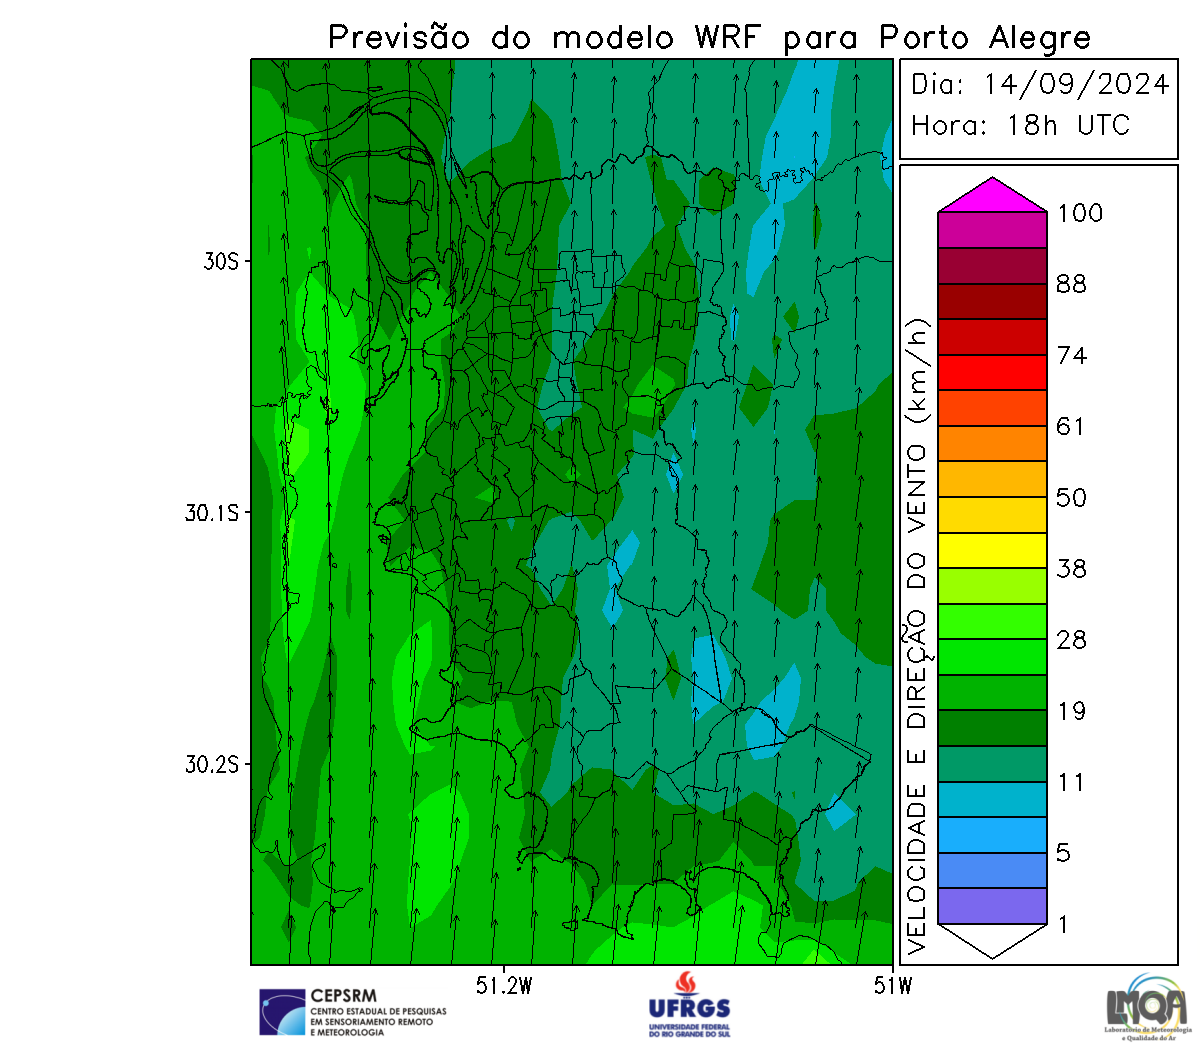 Previsão do modelo WRF para Porto Alegre
Dia: 14/09/2024
Hora: 18h UTC
30S
30.1S
30.2S
51.2W
51W
VELOCIDADE E DIREÇÃO DO VENTO (km/h)
100
88
74
61
50
38
28
19
11
5
1
CEPSRM
CENTRO ESTADUAL DE PESQUISAS
EM SENSORIAMENTO REMOTO
E METEOROLOGIA
UFRGS
UNIVERSIDADE FEDERAL
DO RIO GRANDE DO SUL
LMQA
Laboratório de Meteorologia
e Qualidade do Ar